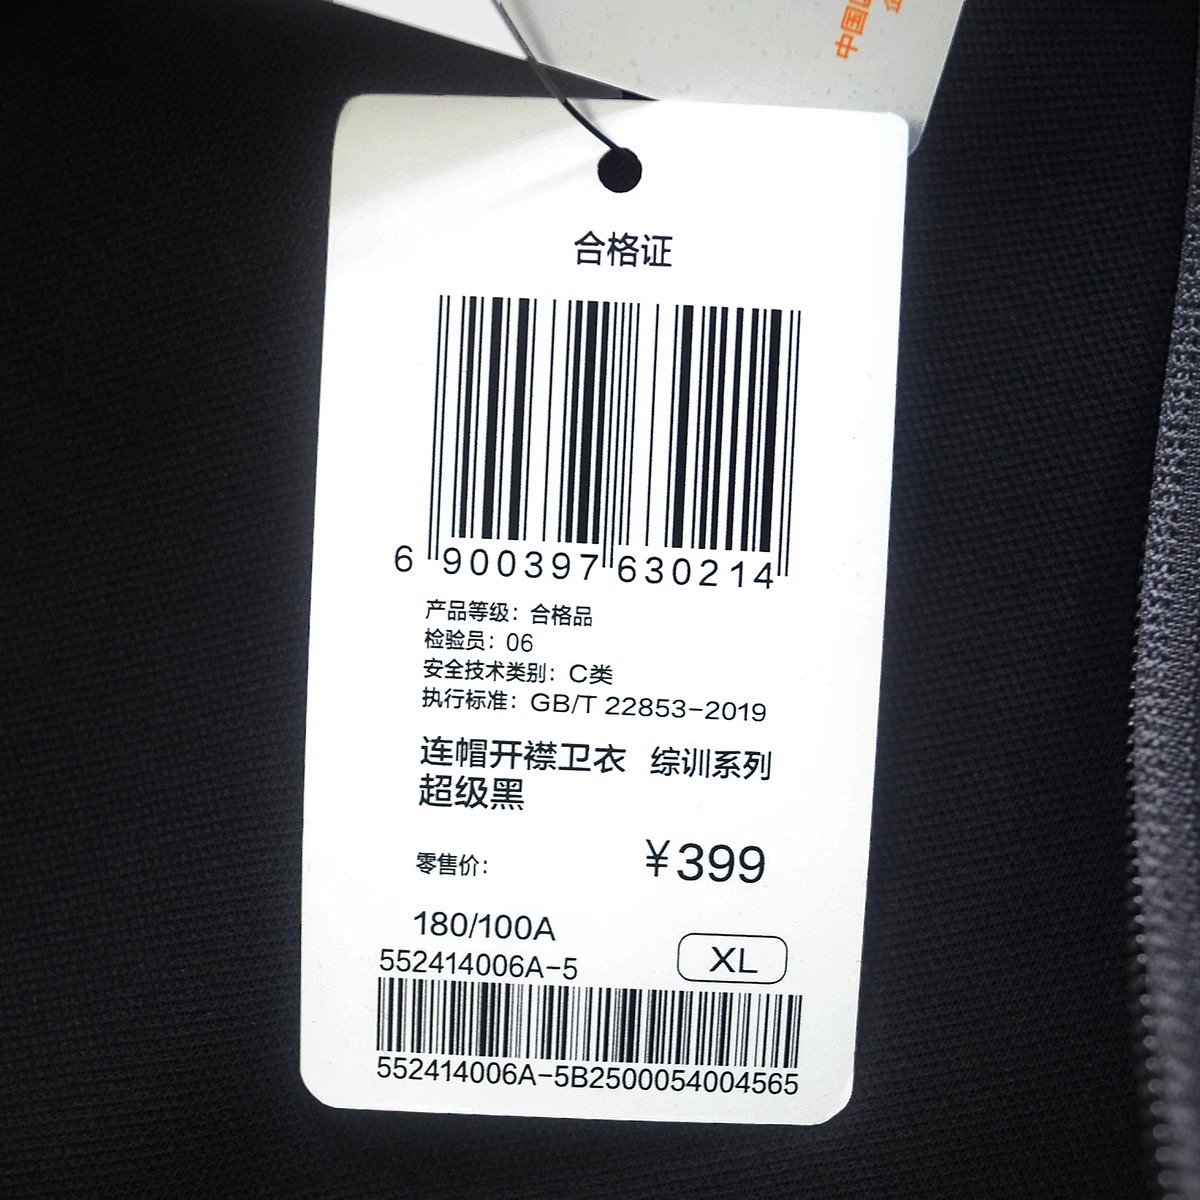 中国
合格证
6 900397 630214
产品等级：合格品
检验员：06
安全技术类别：C类
执行标准：GB/T 22853-2019
连帽开襟卫衣 综训系列
超级黑
零售价：¥399
180/100A
552414006A-5
XL
552414006A-5B2500054004565